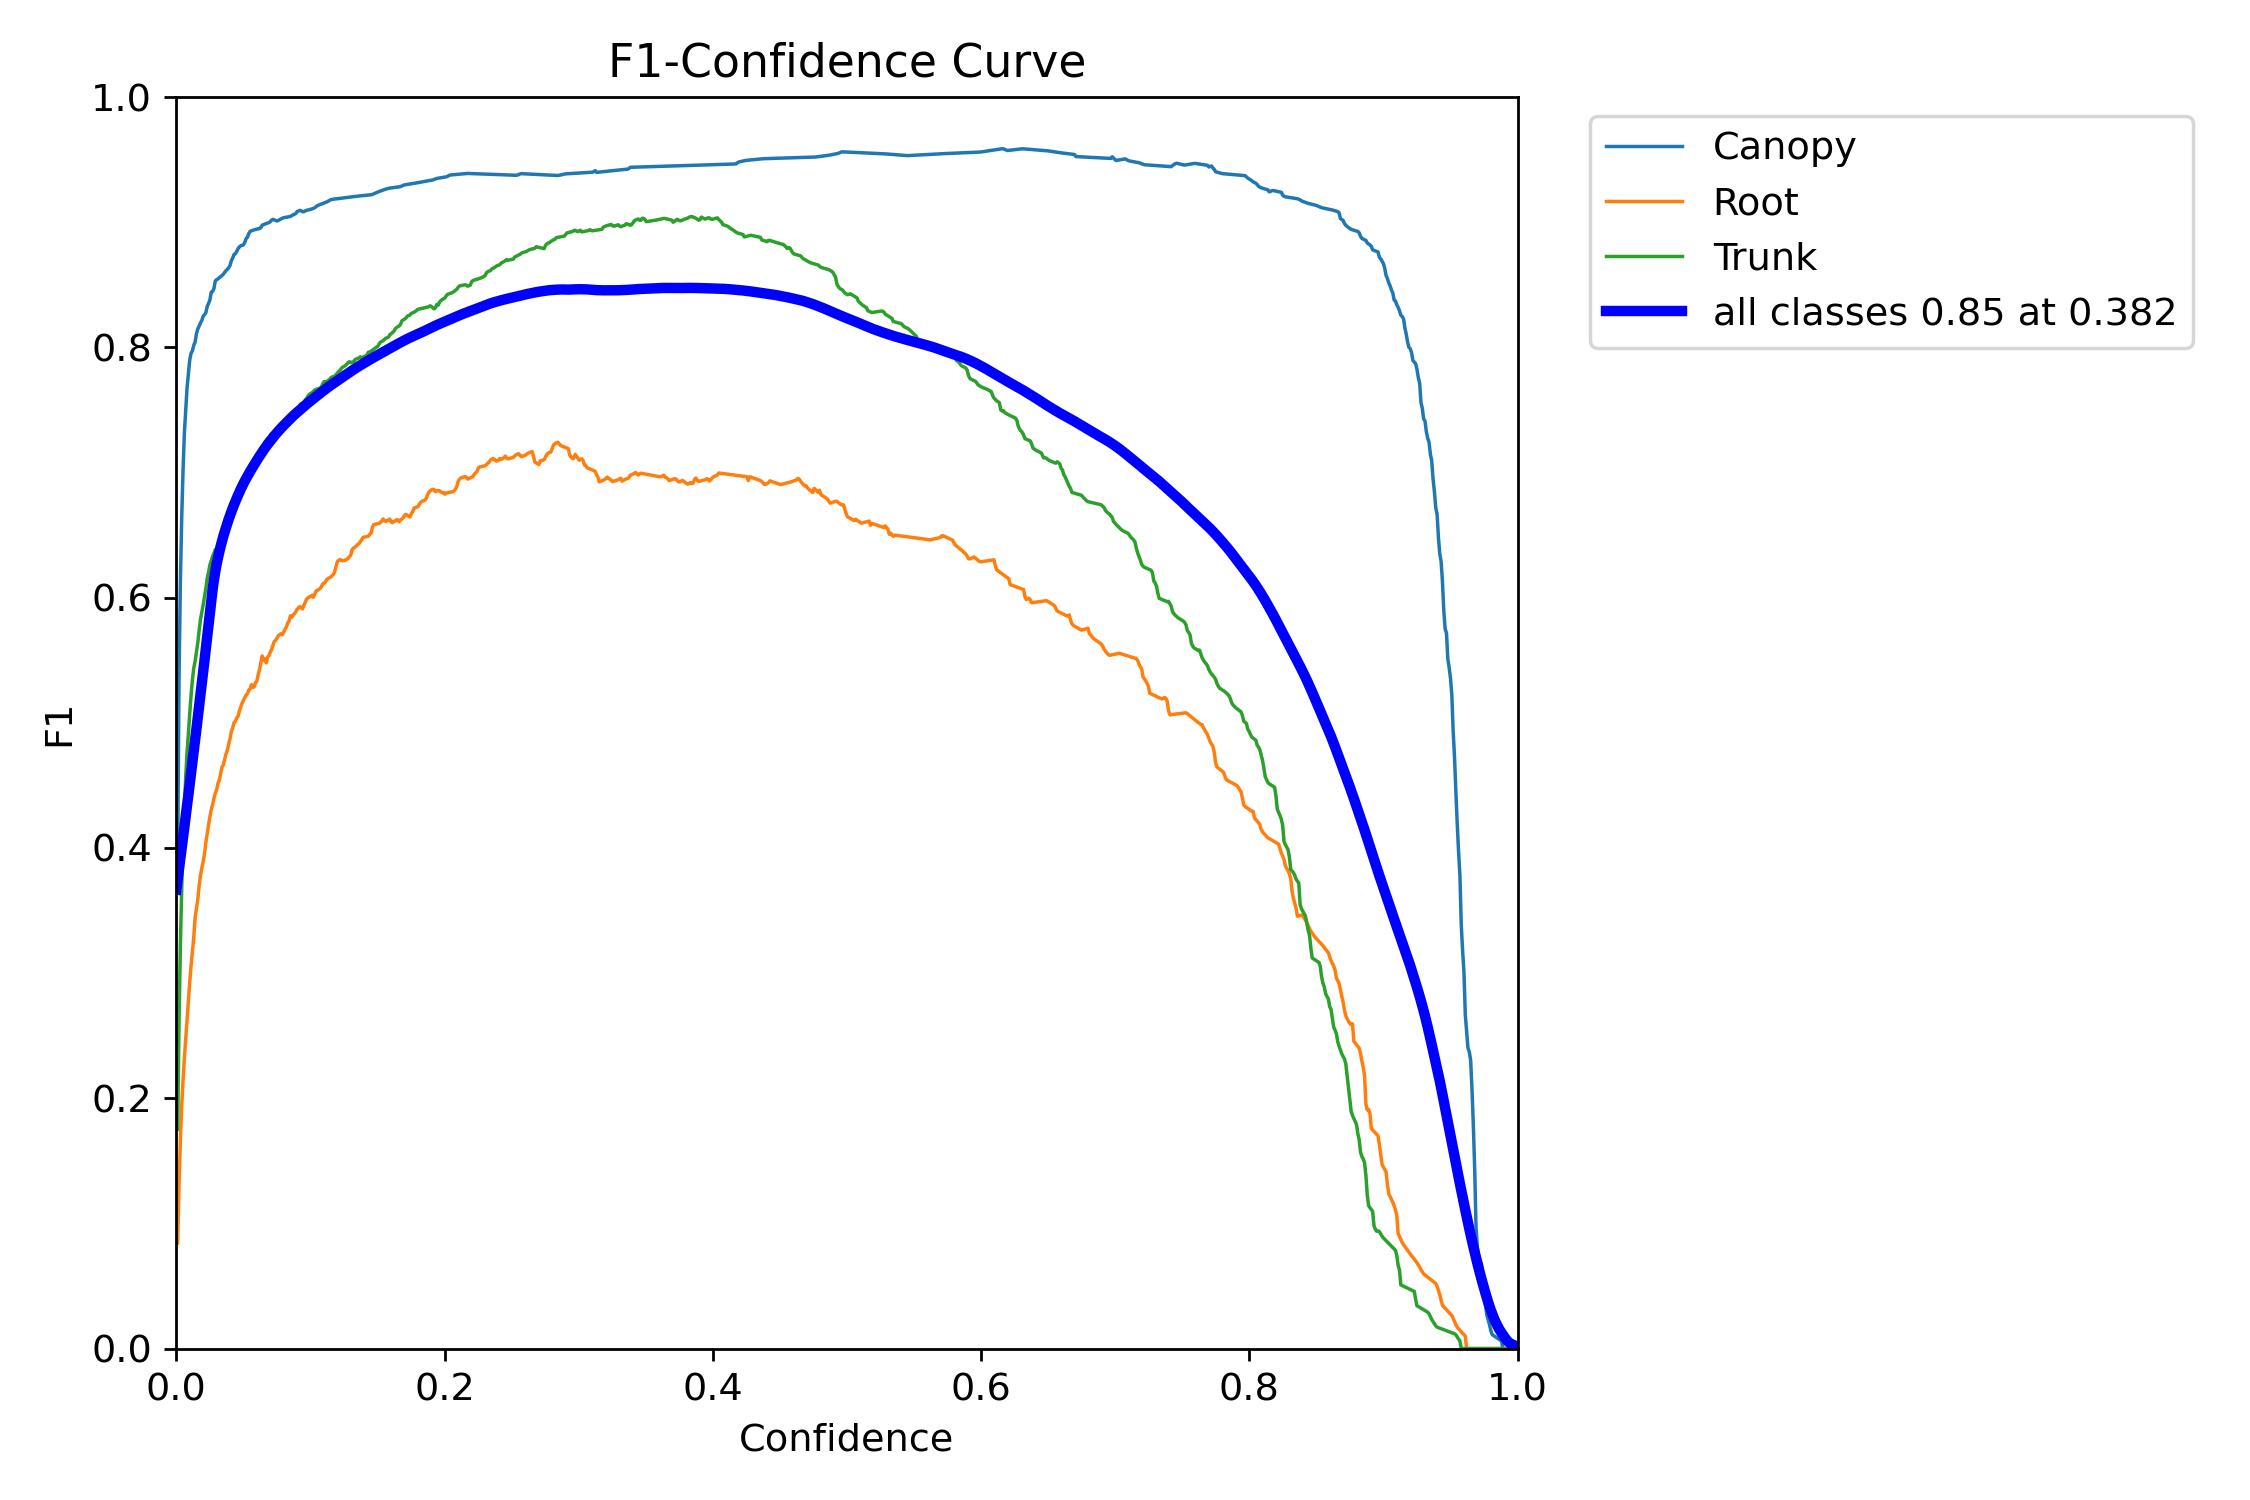 F1-Confidence Curve
1.0
0.8
0.6
0.4
0.2
0.0
F1
0.0 0.2 0.4 0.6 0.8 1.0
Confidence
Canopy
Root
Trunk
all classes 0.85 at 0.382